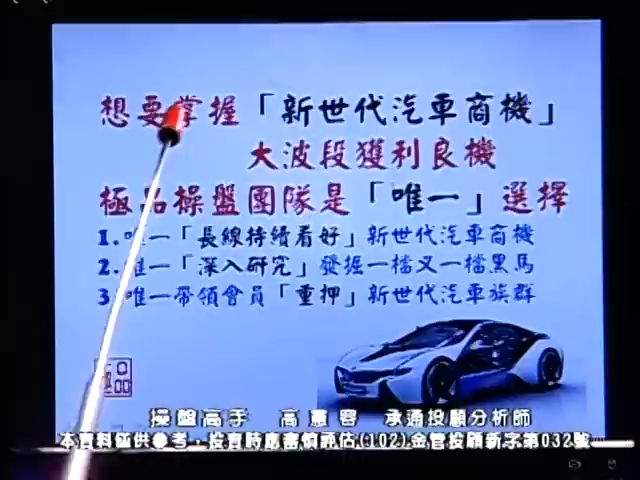 想要掌握「新世代汽車商機」
大波段獲利良機
極品操盤團隊是「唯一」選擇
1.唯一「長線持續看好」新世代汽車商機
2.唯一「深入研究」發掘一檔又一檔黑馬
3.唯一帶領會員「重押」新世代汽車族群
操盤高手 高憲容 承通投顧分析師
本資料僅供參考，投資時應審慎評估(102)金管投顧新字第032號